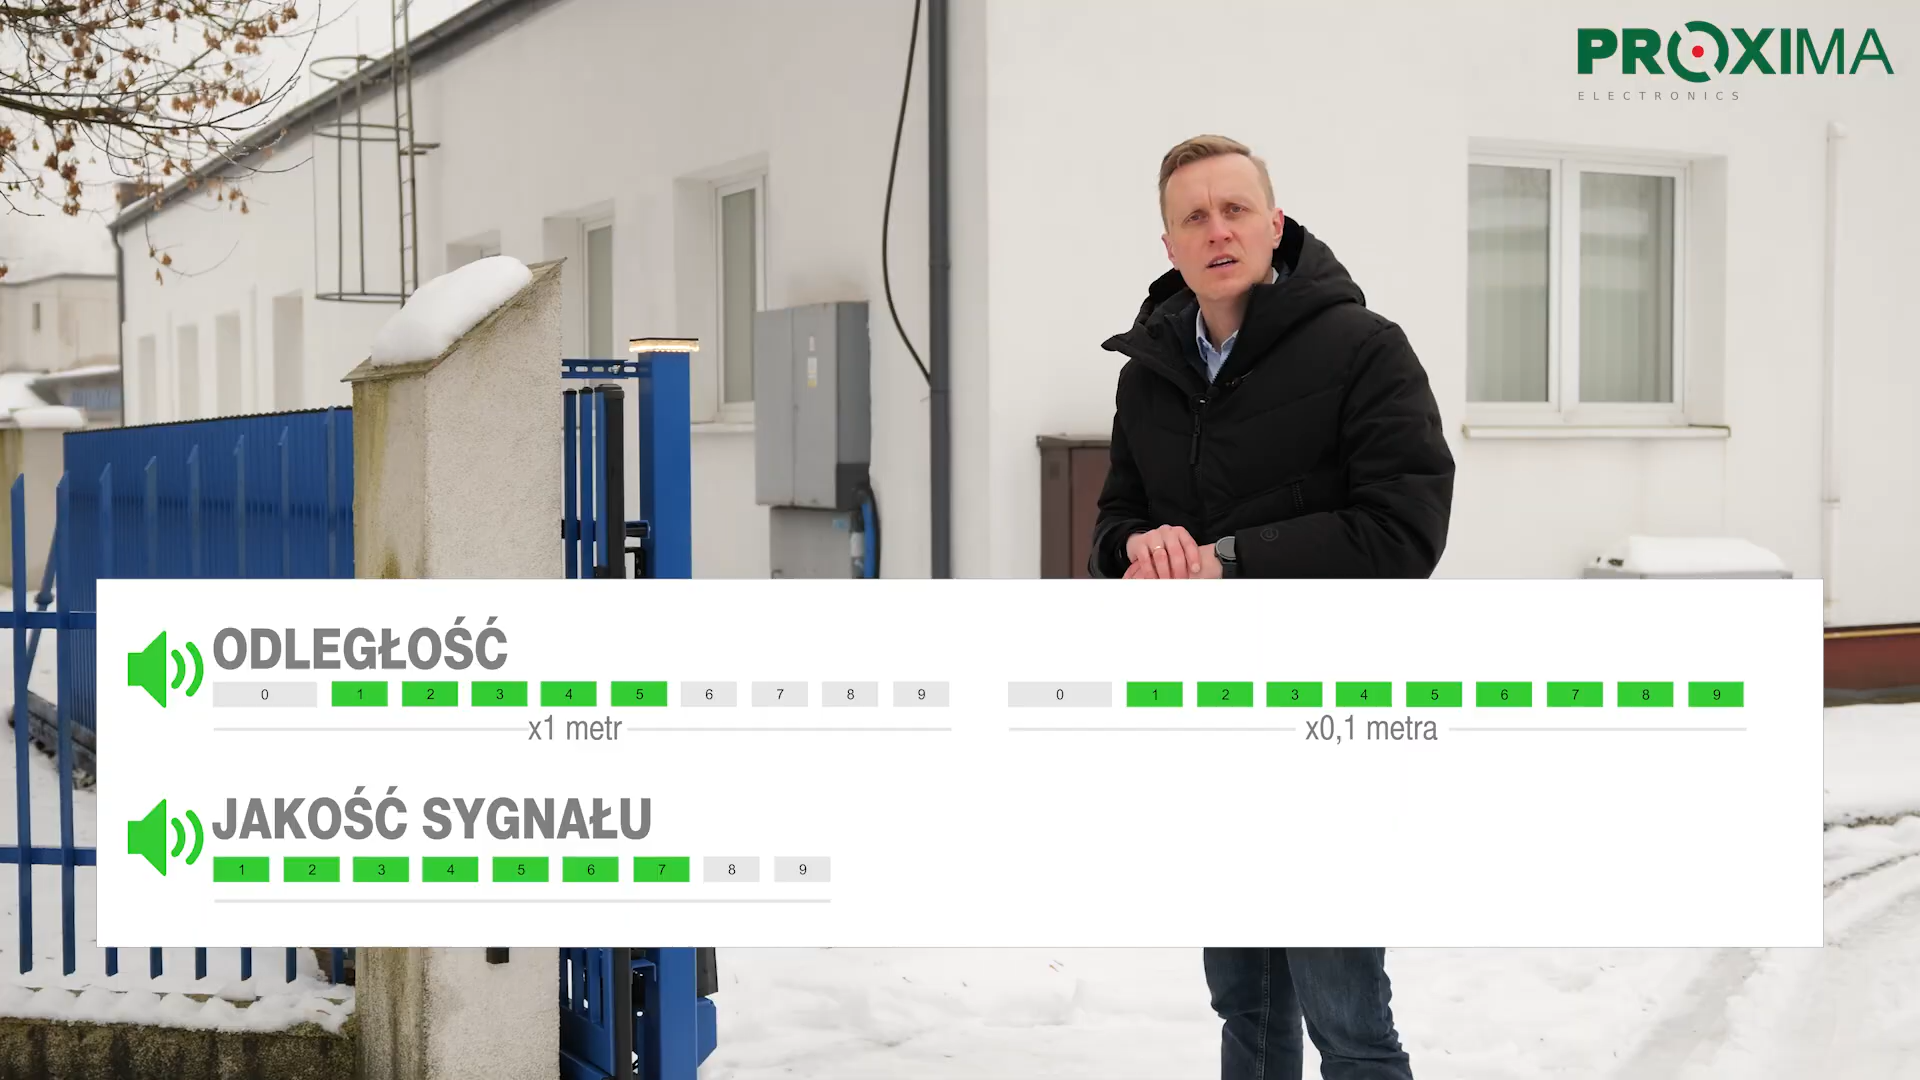 PROXIMA
ELECTRONICS
ODLEGŁOŚĆ
0 1 2 3 4 5 6 7 8 9
x1 metr
0 1 2 3 4 5 6 7 8 9
x0,1 metra
JAKOŚĆ SYGNAŁU
1 2 3 4 5 6 7 8 9